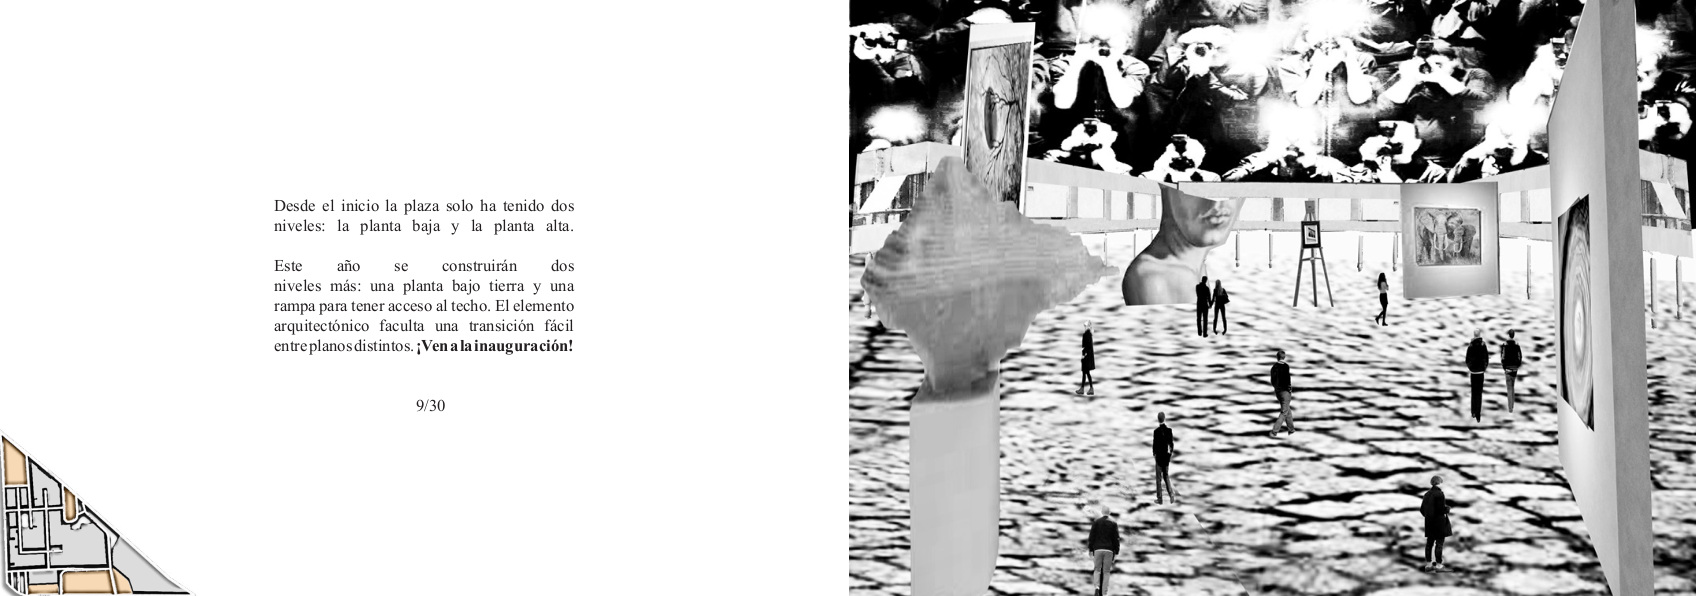 Desde el inicio la plaza solo ha tenido dos
niveles: la planta baja y la planta alta.
Este año se construirán dos
niveles más: una planta bajo tierra y una
rampa para tener acceso al techo. El elemento
arquitectónico faculta una transición fácil
entre planos distintos. ¡Ven a la inauguración!
9/30